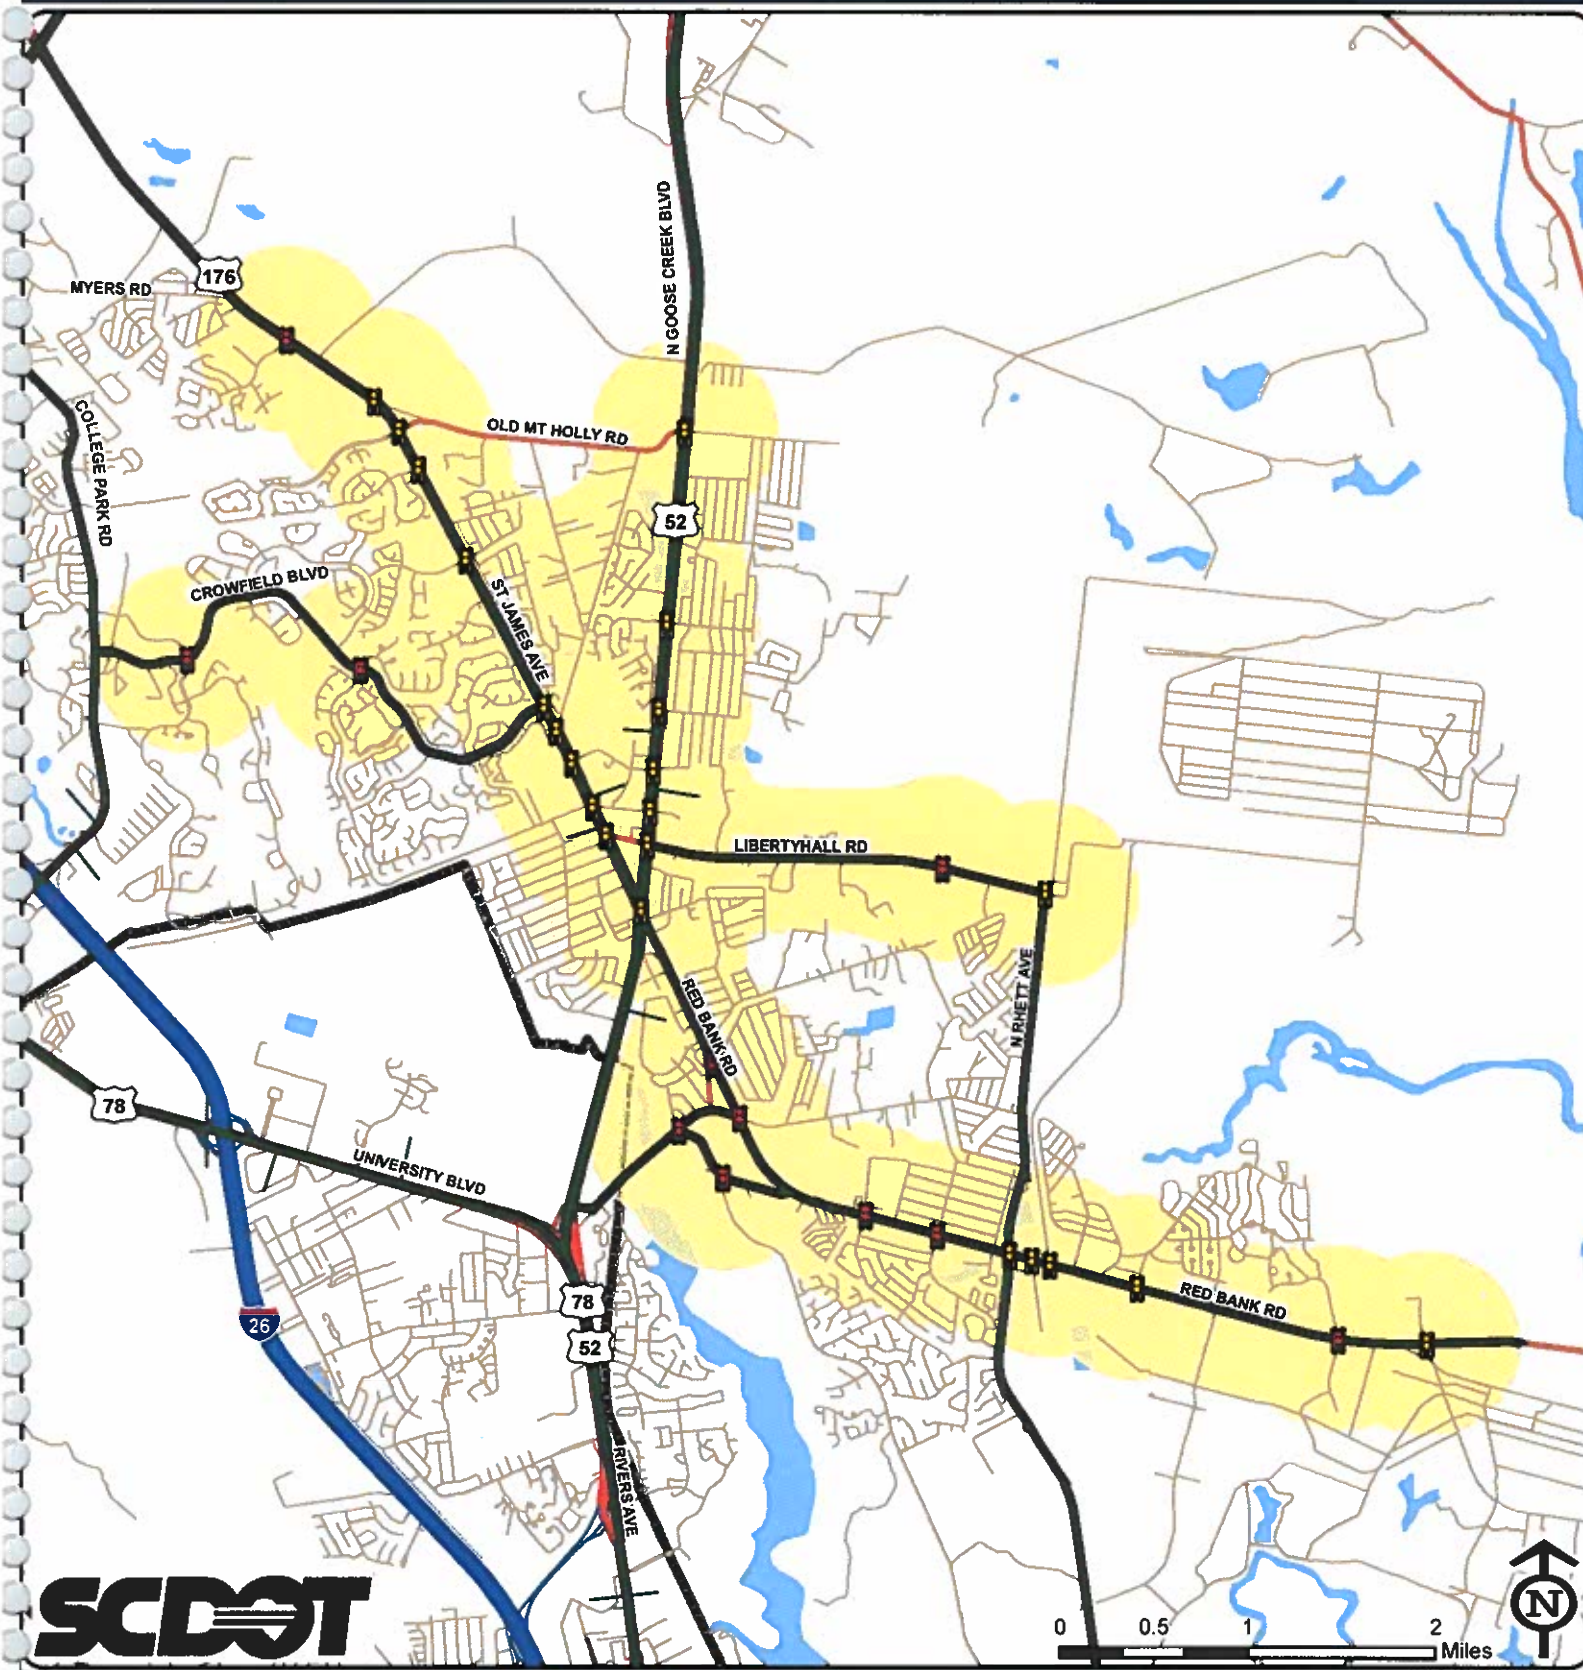 N GOOSE CREEK BLVD
176
MYERS RD
COLLEGE PARK RD
OLD MT HOLLY RD
52
CROWFIELD BLVD
ST JAMES AVE
LIBERTYHALL RD
N RHETT AVE
RED BANK RD
78
UNIVERSITY BLVD
26
78
52
RED BANK RD
RIVERS AVE
SCDOT
0 0.5 1 2
Miles
N